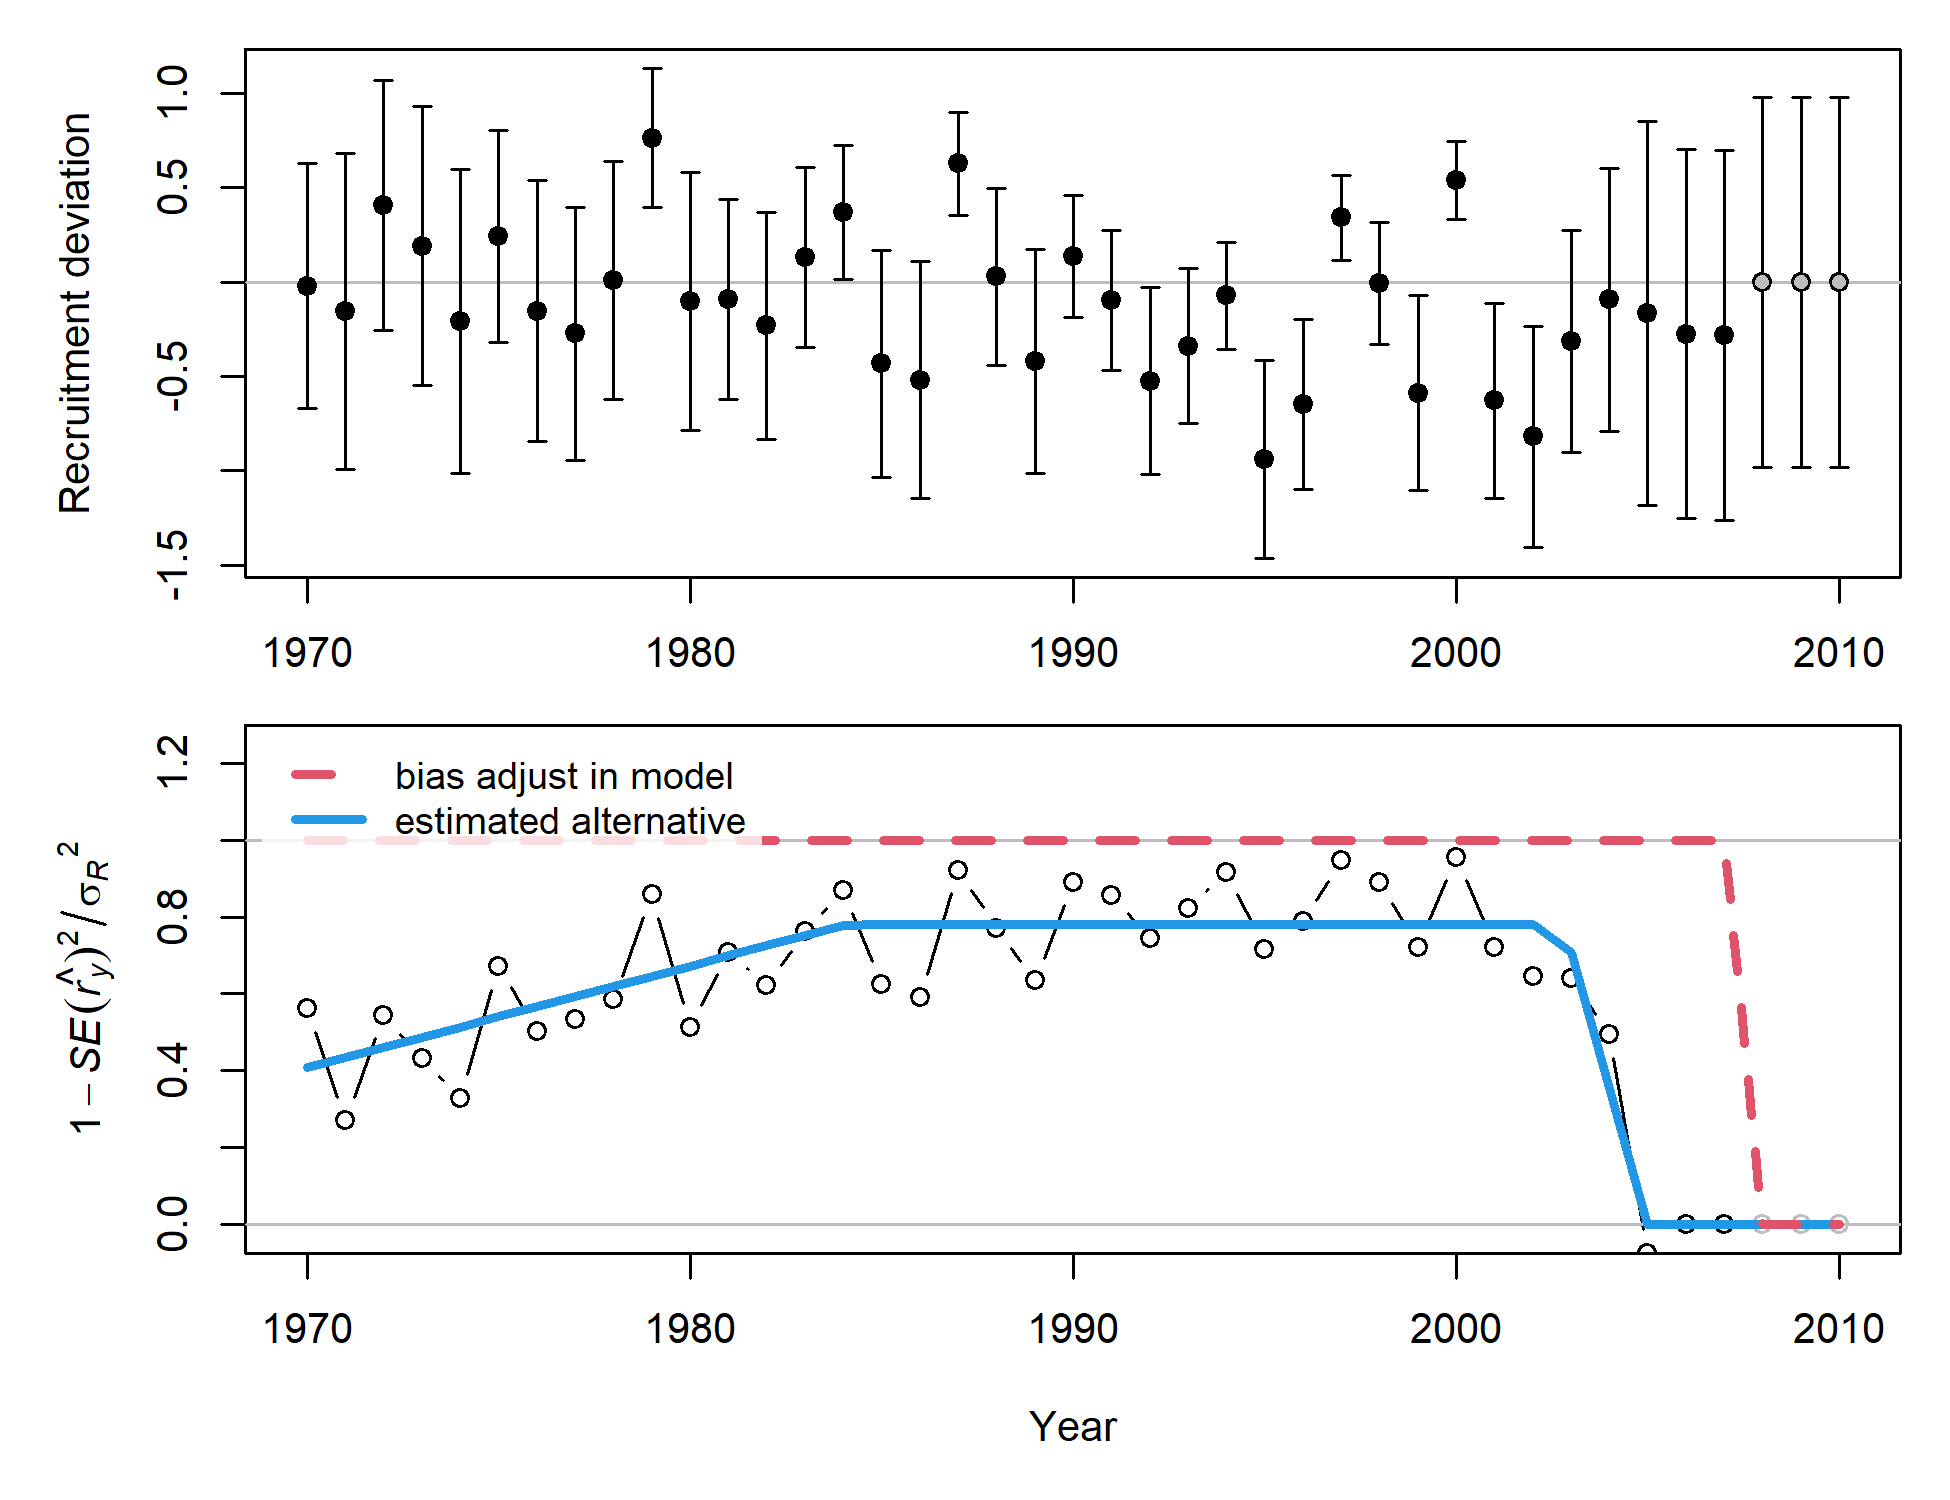 Recruitment deviation
1.0
0.5
-0.5
-1.5
1970 1980 1990 2000 2010
1 − SE(r̂_y)² / σ_R²
1.2
0.8
0.4
0.0
bias adjust in model
estimated alternative
1970 1980 1990 2000 2010
Year